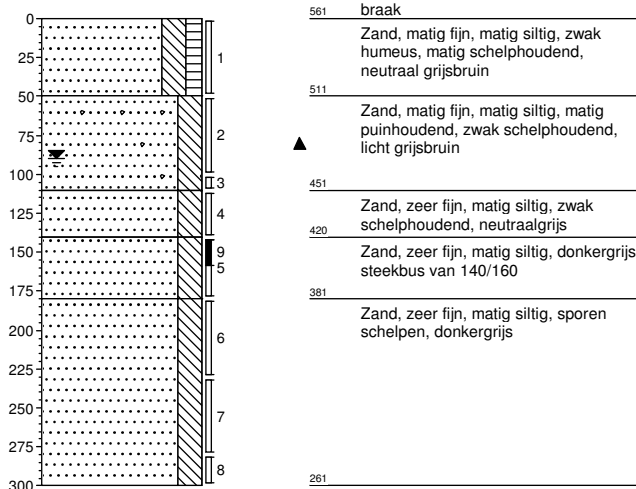 0
25
50
75
100
125
150
175
200
225
250
275
300
1
2
3
4
9
5
6
7
8
561 braak
Zand, matig fijn, matig siltig, zwak
humeus, matig schelphoudend,
neutraal grijsbruin
511
Zand, matig fijn, matig siltig, matig
puinhoudend, zwak schelphoudend,
licht grijsbruin
451
Zand, zeer fijn, matig siltig, zwak
schelphoudend, neutraalgrijs
420
Zand, zeer fijn, matig siltig, donkergrijs
steekbus van 140/160
381
Zand, zeer fijn, matig siltig, sporen
schelpen, donkergrijs
261